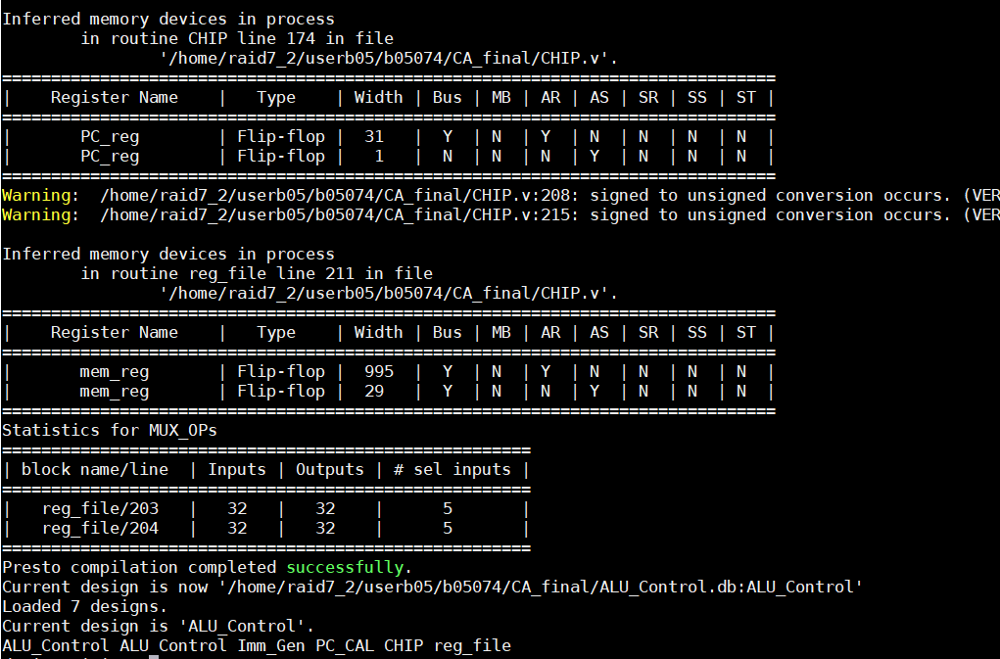 Inferred memory devices in process
        in routine CHIP line 174 in file
                '/home/raid7_2/userb05/b05074/CA_final/CHIP.v'.
===============================================================================
|    Register Name    |   Type    | Width | Bus | MB | AR | AS | SR | SS | ST |
===============================================================================
|       PC_reg        | Flip-flop |  31   |  Y  | N  | Y  | N  | N  | N  | N  |
|       PC_reg        | Flip-flop |   1   |  N  | N  | N  | Y  | N  | N  | N  |
===============================================================================
Warning:  /home/raid7_2/userb05/b05074/CA_final/CHIP.v:208: signed to unsigned conversion occurs. (VER
Warning:  /home/raid7_2/userb05/b05074/CA_final/CHIP.v:215: signed to unsigned conversion occurs. (VER
Inferred memory devices in process
        in routine reg_file line 211 in file
                '/home/raid7_2/userb05/b05074/CA_final/CHIP.v'.
===============================================================================
|    Register Name    |   Type    | Width | Bus | MB | AR | AS | SR | SS | ST |
===============================================================================
|       mem_reg       | Flip-flop |  995  |  Y  | N  | Y  | N  | N  | N  | N  |
|       mem_reg       | Flip-flop |  29   |  Y  | N  | N  | Y  | N  | N  | N  |
===============================================================================
Statistics for MUX_OPs
======================================================
| block name/line  | Inputs | Outputs | # sel inputs |
======================================================
|   reg_file/203   |   32   |   32    |      5       |
|   reg_file/204   |   32   |   32    |      5       |
======================================================
Presto compilation completed successfully.
Current design is now '/home/raid7_2/userb05/b05074/CA_final/ALU_Control.db:ALU_Control'
Loaded 7 designs.
Current design is 'ALU_Control'.
ALU_Control ALU_Control Imm_Gen PC_CAL CHIP reg_file